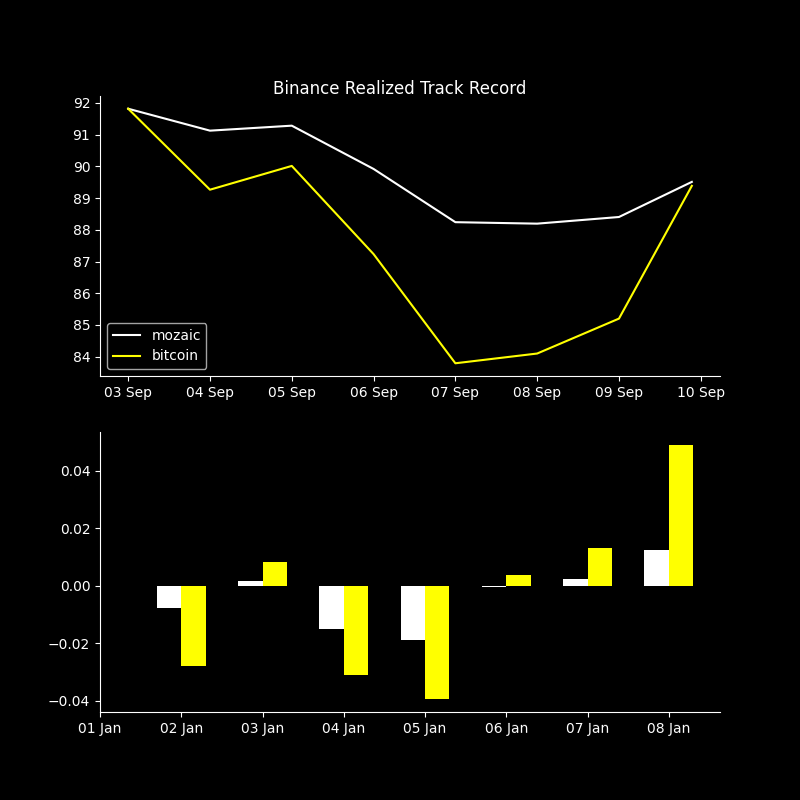 Binance Realized Track Record
92
91
90
89
88
87
86
85
84
mozaic
bitcoin
03 Sep 04 Sep 05 Sep 06 Sep 07 Sep 08 Sep 09 Sep 10 Sep
0.04
0.02
0.00
−0.02
−0.04
01 Jan 02 Jan 03 Jan 04 Jan 05 Jan 06 Jan 07 Jan 08 Jan